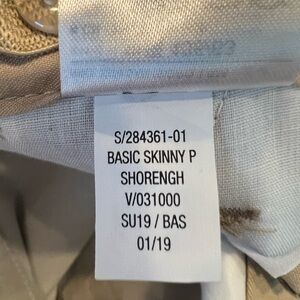 S/284361-01
BASIC SKINNY P
SHORENGH
V/031000
SU19 / BAS
01/19